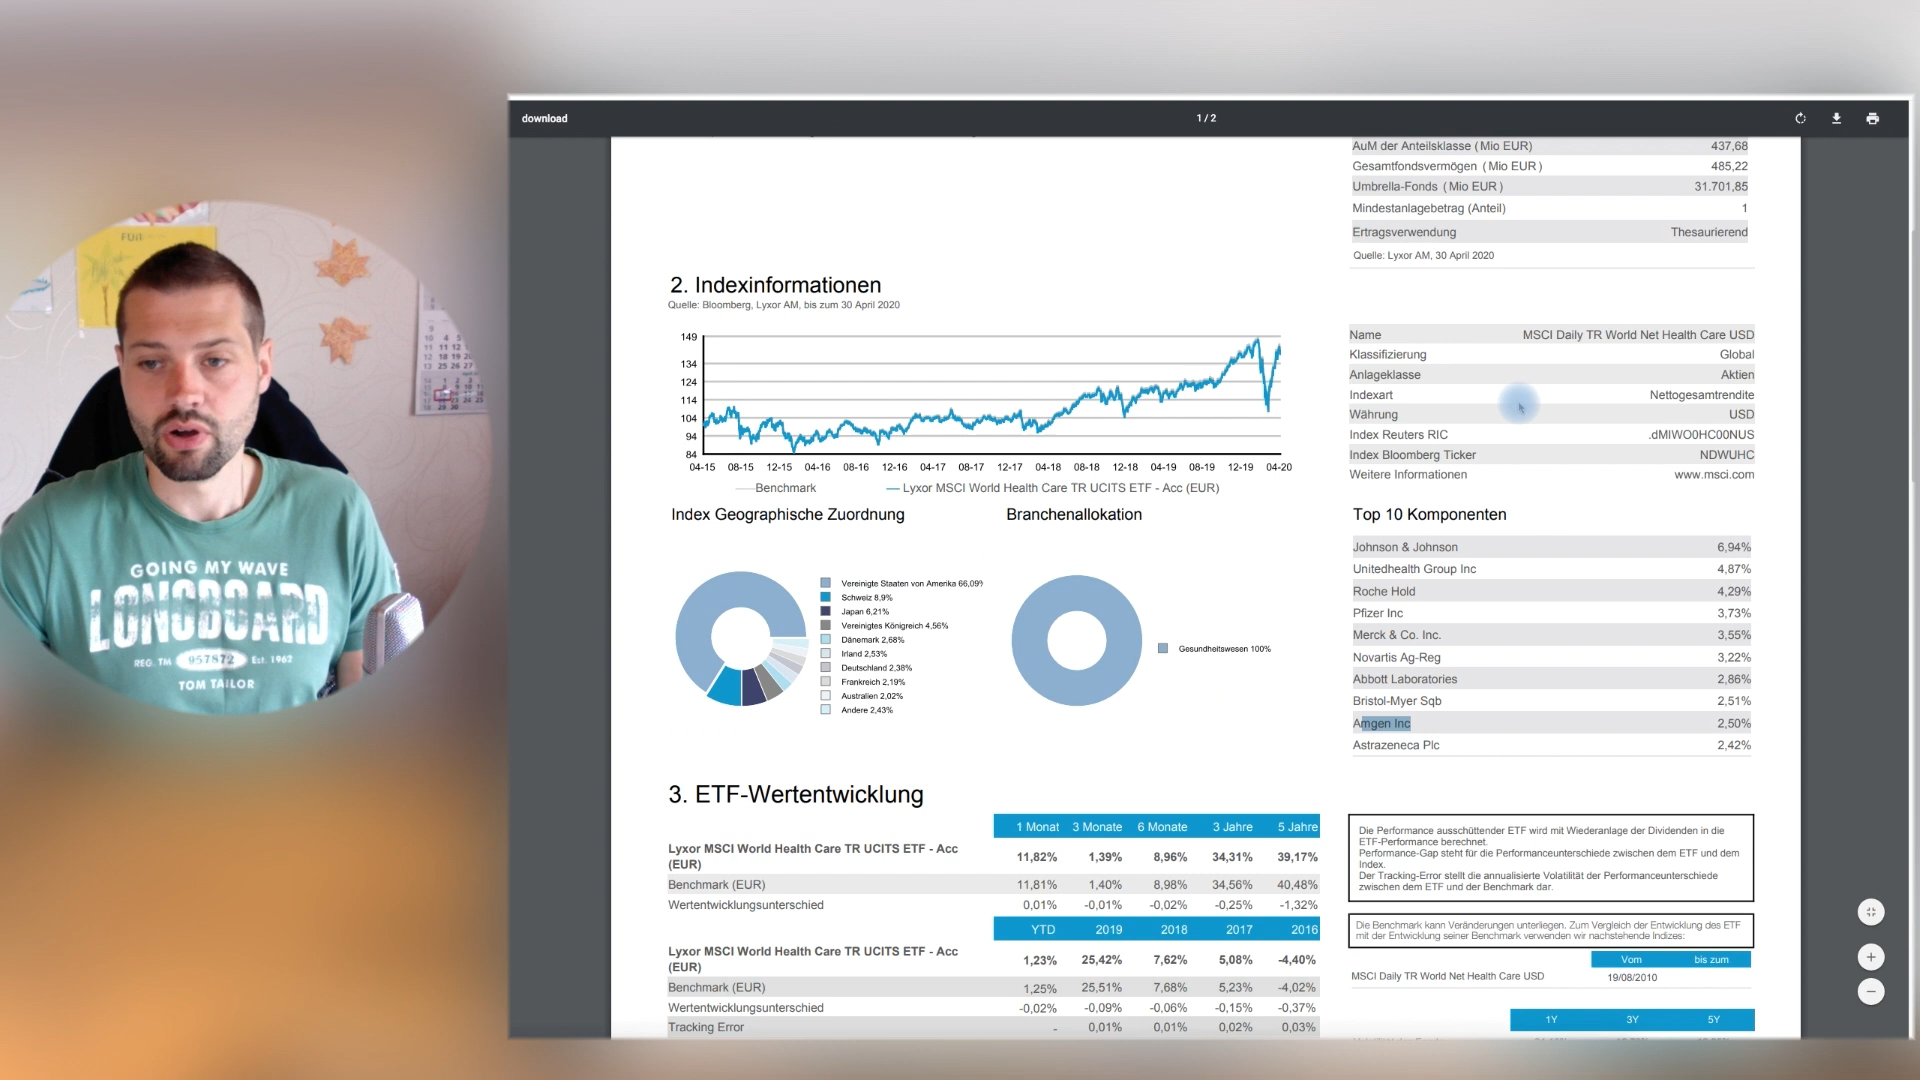 download
1 / 2
AuM der Anteilsklasse (Mio EUR) 437,68
Gesamtfondsvermögen (Mio EUR) 485,22
Umbrella-Fonds (Mio EUR) 31.701,85
Mindestanlagebetrag (Anteil) 1
Ertragsverwendung Thesaurierend
Quelle: Lyxor AM, 30 April 2020
2. Indexinformationen
Quelle: Bloomberg, Lyxor AM, bis zum 30 April 2020
149
134
124
114
104
94
84
04-15 08-15 12-15 04-16 08-16 12-16 04-17 08-17 12-17 04-18 08-18 12-18 04-19 08-19 12-19 04-20
Benchmark Lyxor MSCI World Health Care TR UCITS ETF - Acc (EUR)
Name MSCI Daily TR World Net Health Care USD
Klassifizierung Global
Anlageklasse Aktien
Indexart Nettogesamtrendite
Währung USD
Index Reuters RIC .dMIWO0HC00NUS
Index Bloomberg Ticker NDWUHC
Weitere Informationen www.msci.com
Index Geographische Zuordnung
Vereinigte Staaten von Amerika 66,09%
Schweiz 8,9%
Japan 6,21%
Vereinigtes Königreich 4,56%
Dänemark 2,68%
Irland 2,53%
Deutschland 2,38%
Frankreich 2,19%
Australien 2,02%
Andere 2,43%
Branchenallokation
Gesundheitswesen 100%
Top 10 Komponenten
Johnson & Johnson 6,94%
Unitedhealth Group Inc 4,87%
Roche Hold 4,29%
Pfizer Inc 3,73%
Merck & Co. Inc. 3,55%
Novartis Ag-Reg 3,22%
Abbott Laboratories 2,86%
Bristol-Myer Sqb 2,51%
Amgen Inc 2,50%
Astrazeneca Plc 2,42%
3. ETF-Wertentwicklung
1 Monat 3 Monate 6 Monate 3 Jahre 5 Jahre
Lyxor MSCI World Health Care TR UCITS ETF - Acc
(EUR) 11,82% 1,39% 8,96% 34,31% 39,17%
Benchmark (EUR) 11,81% 1,40% 8,98% 34,56% 40,48%
Wertentwicklungsunterschied 0,01% -0,01% -0,02% -0,25% -1,32%
YTD 2019 2018 2017 2016
Lyxor MSCI World Health Care TR UCITS ETF - Acc
(EUR) 1,23% 25,42% 7,62% 5,08% -4,40%
Benchmark (EUR) 1,25% 25,51% 7,68% 5,23% -4,02%
Wertentwicklungsunterschied -0,02% -0,09% -0,06% -0,15% -0,37%
Tracking Error - 0,01% 0,01% 0,02% 0,03%
Die Performance ausschüttender ETF wird mit Wiederanlage der Dividenden in die
ETF-Performance berechnet.
Performance-Gap steht für die Performanceunterschiede zwischen dem ETF und dem
Index.
Der Tracking-Error stellt die annualisierte Volatilität der Performanceunterschiede
zwischen dem ETF und der Benchmark dar.
Die Benchmark kann Veränderungen unterliegen. Zum Vergleich der Entwicklung des ETF
mit der Entwicklung seiner Benchmark verwenden wir nachstehende Indizes:
Vom bis zum
MSCI Daily TR World Net Health Care USD 19/08/2010
1Y 3Y 5Y
GOING MY WAVE
LONGBOARD
REG. TM 957872 Est. 1962
TOM TAILOR